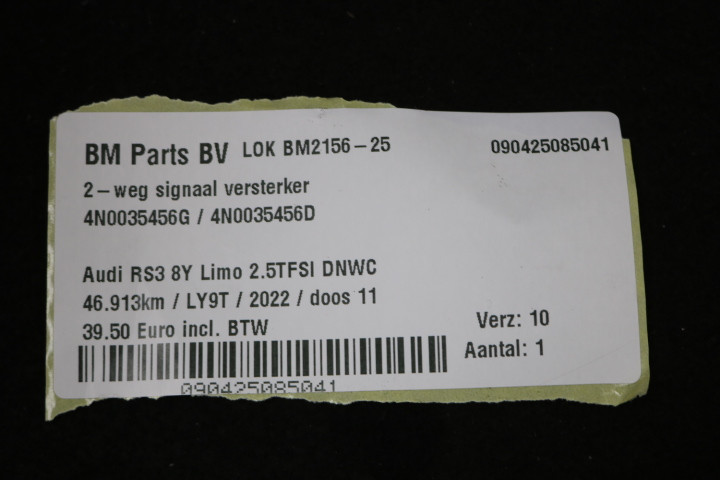 BM Parts BV LOK BM2156-25 090425085041
2-weg signaal versterker
4N0035456G / 4N0035456D
Audi RS3 8Y Limo 2.5TFSI DNWC
46.913km / LY9T / 2022 / doos 11
39.50 Euro incl. BTW
Verz: 10
Aantal: 1
090425085041